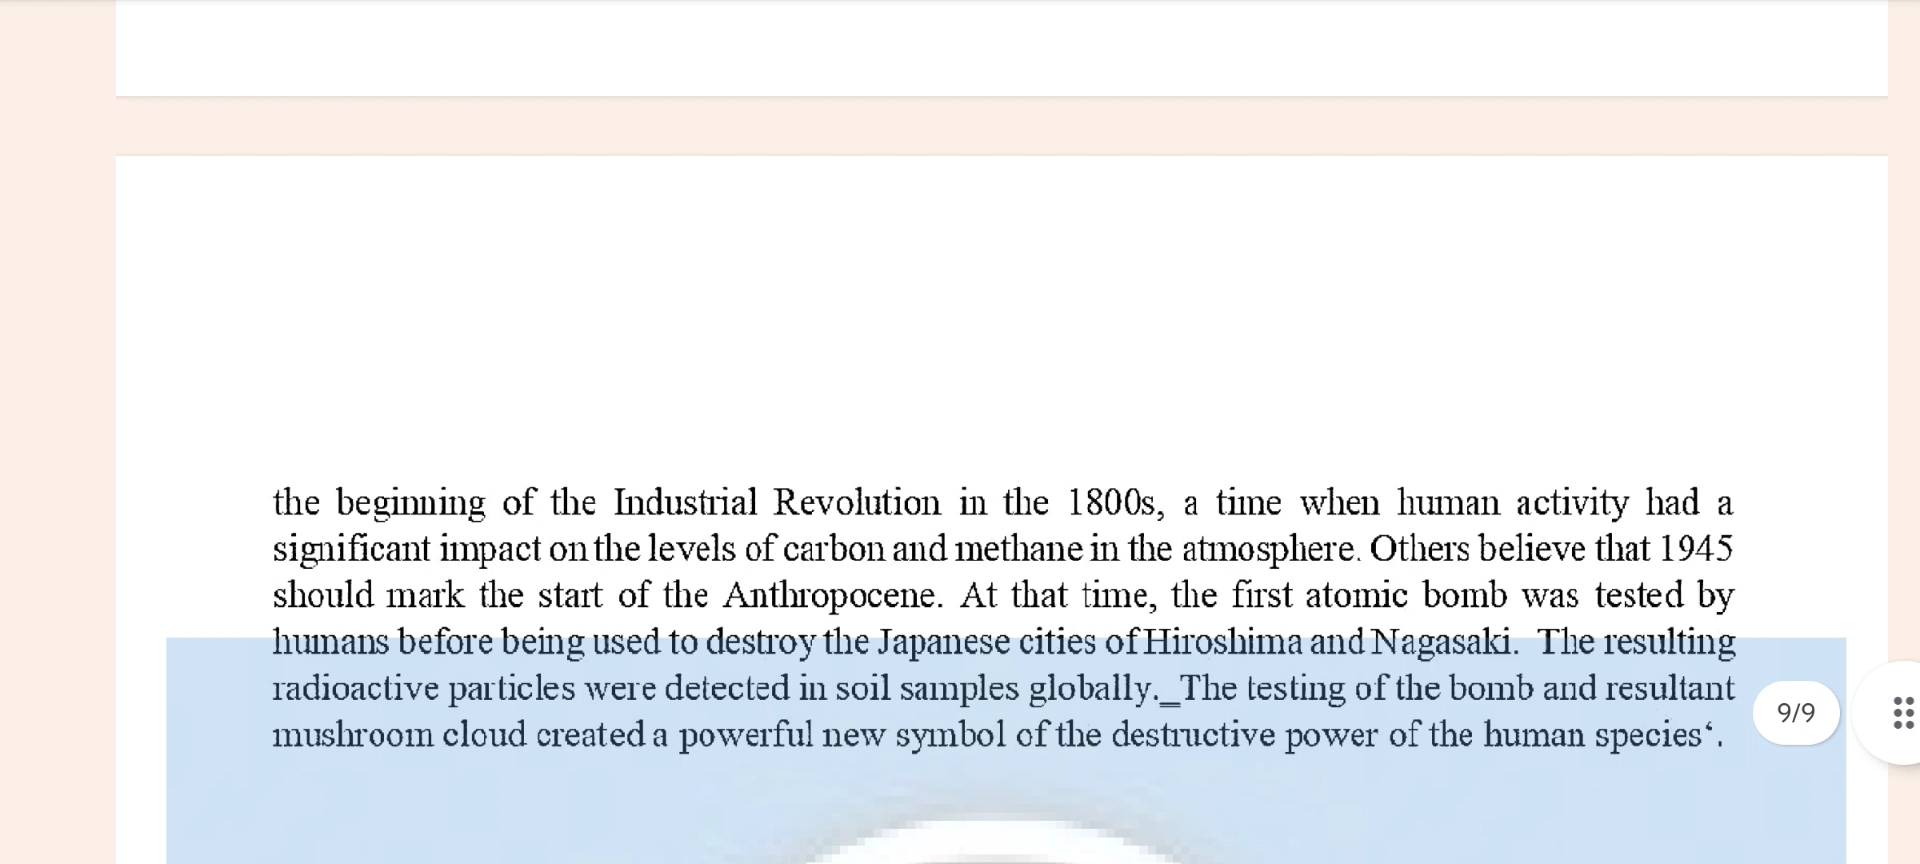 the beginning of the Industrial Revolution in the 1800s, a time when human activity had a
significant impact on the levels of carbon and methane in the atmosphere. Others believe that 1945
should mark the start of the Anthropocene. At that time, the first atomic bomb was tested by
humans before being used to destroy the Japanese cities of Hiroshima and Nagasaki.  The resulting
radioactive particles were detected in soil samples globally._The testing of the bomb and resultant
mushroom cloud created a powerful new symbol of the destructive power of the human species‘.
9/9